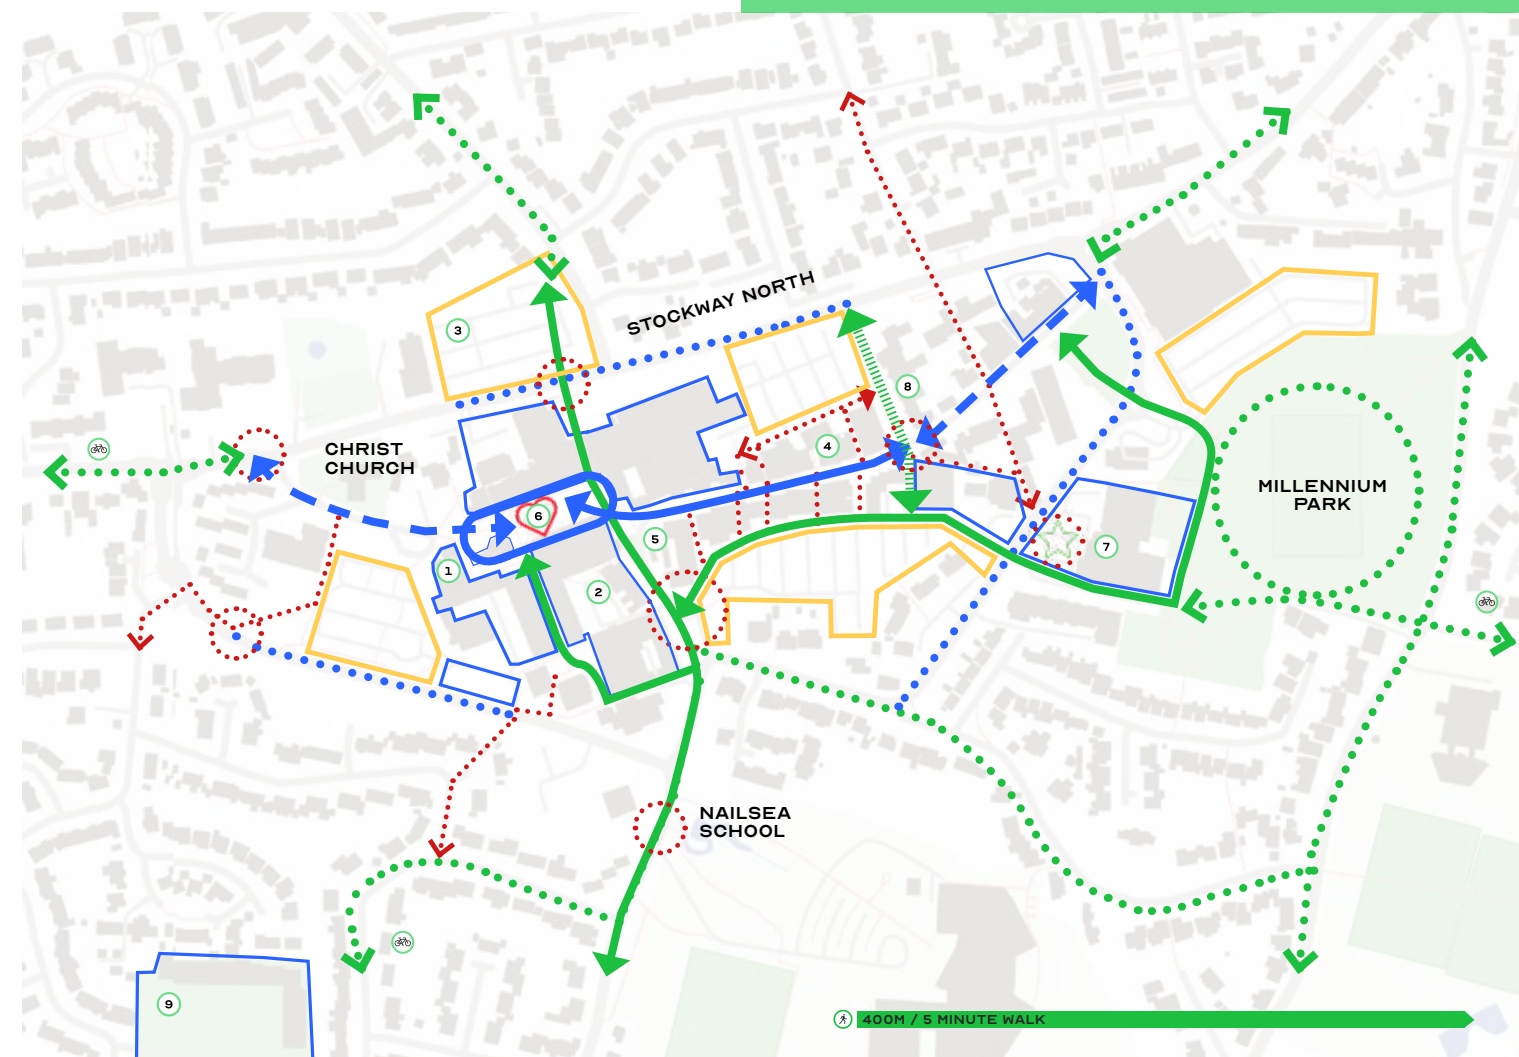 STOCKWAY NORTH
3
8
CHRIST
CHURCH
4
MILLENNIUM
PARK
6
5
7
1
2
NAILSEA
SCHOOL
9
400M / 5 MINUTE WALK